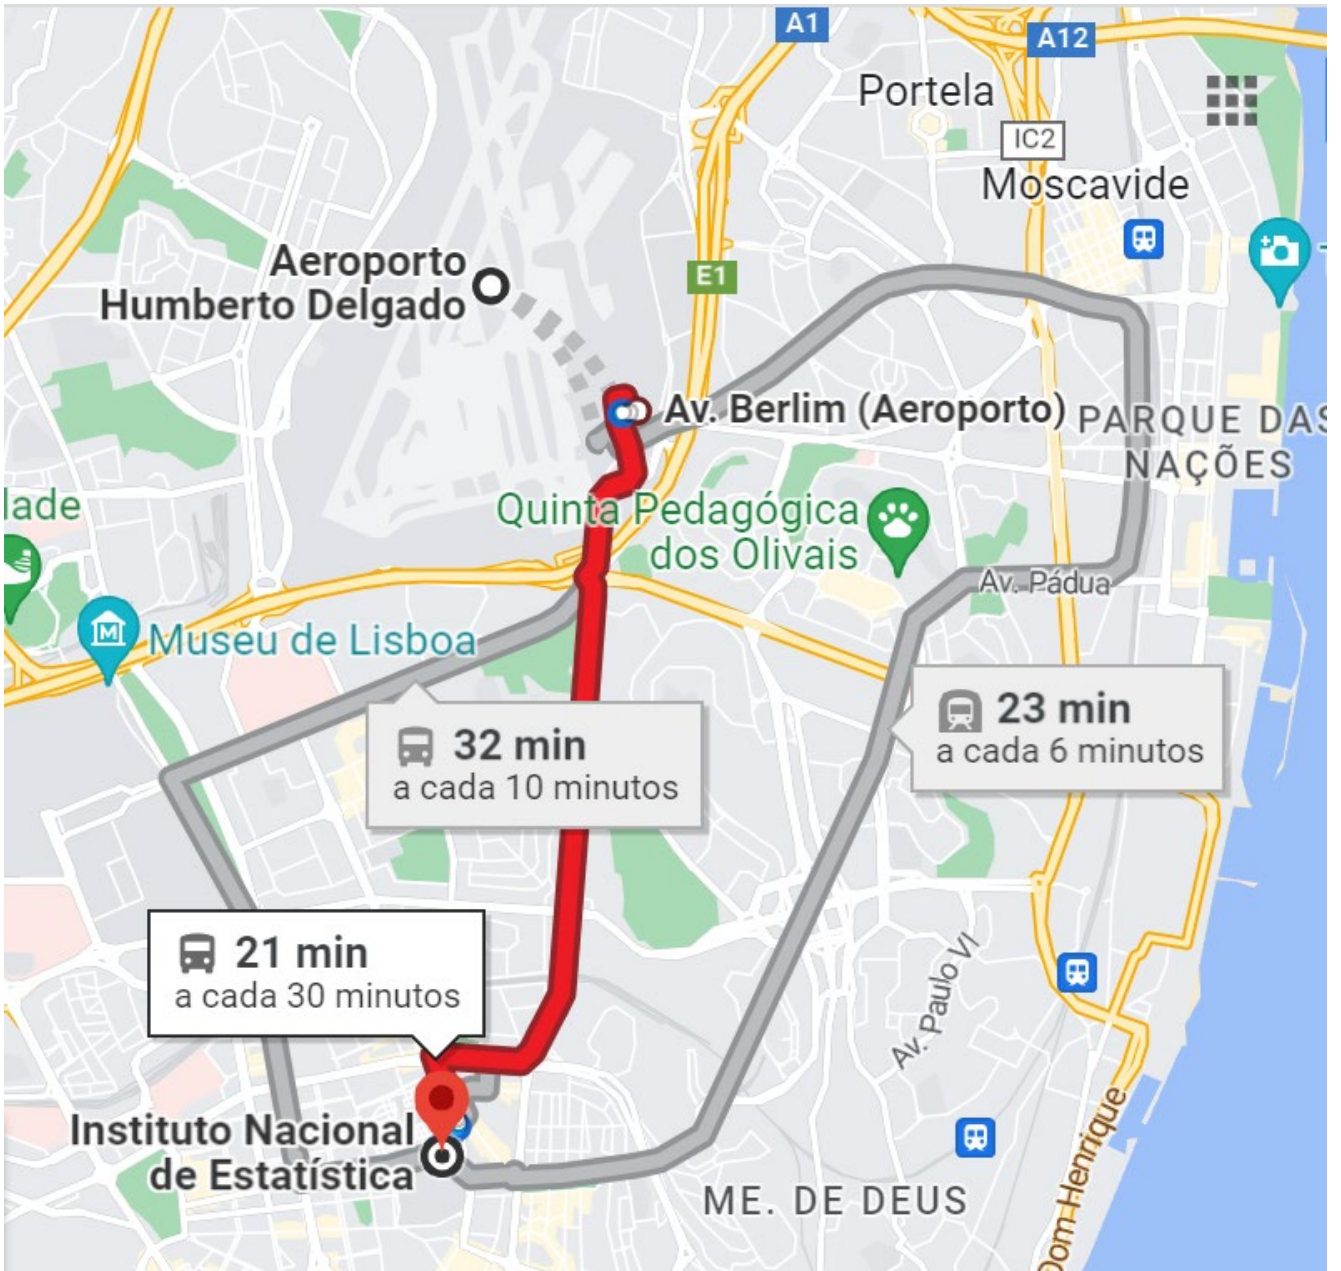 A1
A12
Portela
IC2
Moscavide
Aeroporto
Humberto Delgado
E1
Av. Berlim (Aeroporto)
PARQUE DAS
NAÇÕES
lade
Quinta Pedagógica
dos Olivais
Av. Pádua
Museu de Lisboa
M
23 min
a cada 6 minutos
32 min
a cada 10 minutos
21 min
a cada 30 minutos
Av. Paulo VI
Instituto Nacional
de Estatística
ME. DE DEUS
Dom Henrique